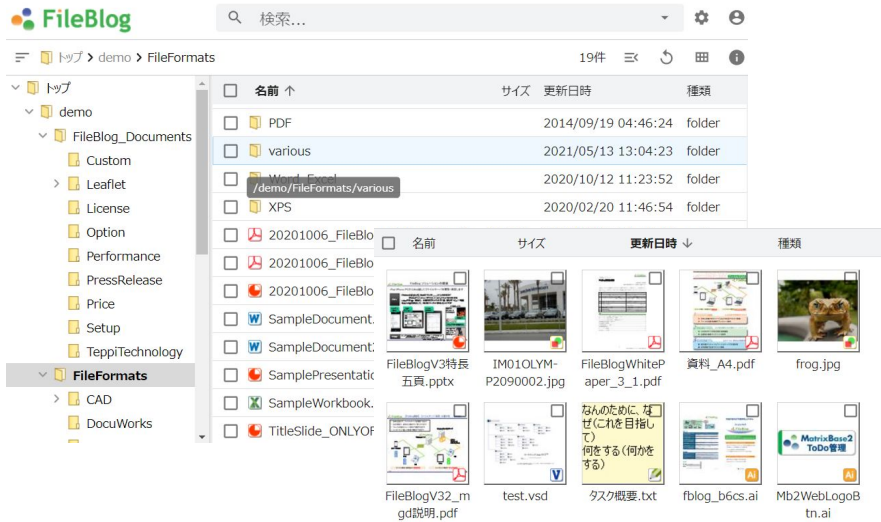 FileBlog
検索...
トップ > demo > FileFormats
19件
トップ
demo
FileBlog_Documents
Custom
Leaflet
License
Option
Performance
PressRelease
Price
Setup
TeppiTechnology
FileFormats
CAD
DocuWorks
名前 ↑ サイズ 更新日時 種類
PDF 2014/09/19 04:46:24 folder
various 2021/05/13 13:04:23 folder
Word_Excel 2020/10/12 11:23:52 folder
/demo/FileFormats/various
XPS 2020/02/20 11:46:54 folder
20201006_FileBlo
20201006_FileBlo
20201006_FileBlo
SampleDocument.
SampleDocument2
SamplePresentatio
SampleWorkbook.
TitleSlide_ONLYOF
名前 サイズ 更新日時 ↓ 種類
FileBlogV3特長
五頁.pptx
IM01OLYM-
P2090002.jpg
FileBlogWhiteP
aper_3_1.pdf
資料_A4.pdf
frog.jpg
なんのために、な
ぜ(これを目指し
て)
何をする(何かを
する)
MatrixBase2
ToDo管理
FileBlogV32_m
gd説明.pdf
test.vsd
タスク概要.txt
fblog_b6cs.ai
Mb2WebLogoB
tn.ai